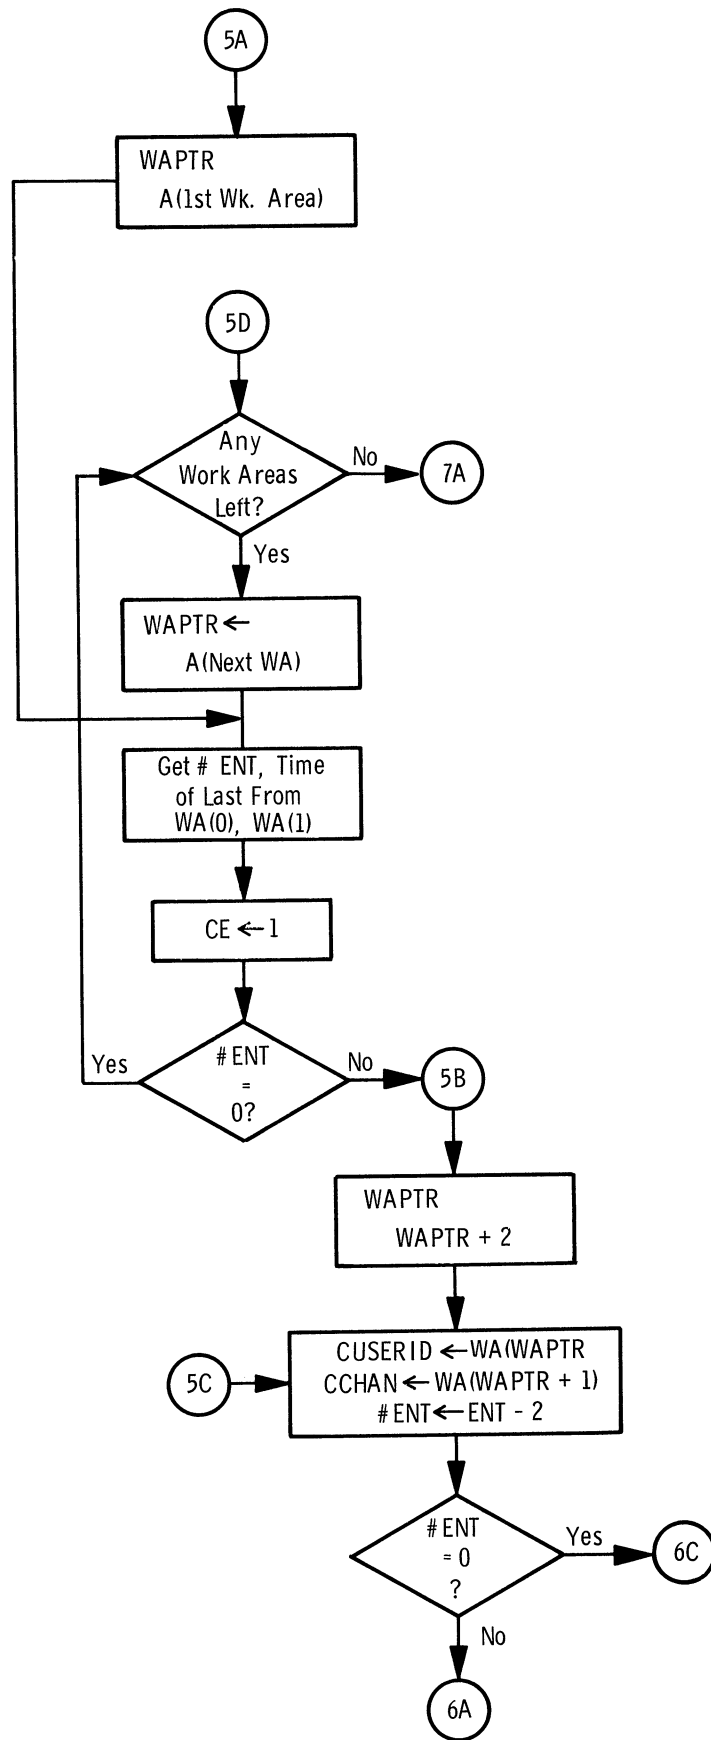 5A
WAPTR
A(1st Wk. Area)
5D
Any
Work Areas
Left?
No
7A
Yes
WAPTR ←
A(Next WA)
Get # ENT, Time
of Last From
WA(0), WA(1)
CE ← 1
Yes
# ENT
=
0?
No
5B
WAPTR
WAPTR + 2
5C
CUSERID ← WA(WAPTR
CCHAN ← WA(WAPTR + 1)
# ENT ← ENT - 2
# ENT
= 0
?
Yes
6C
No
6A